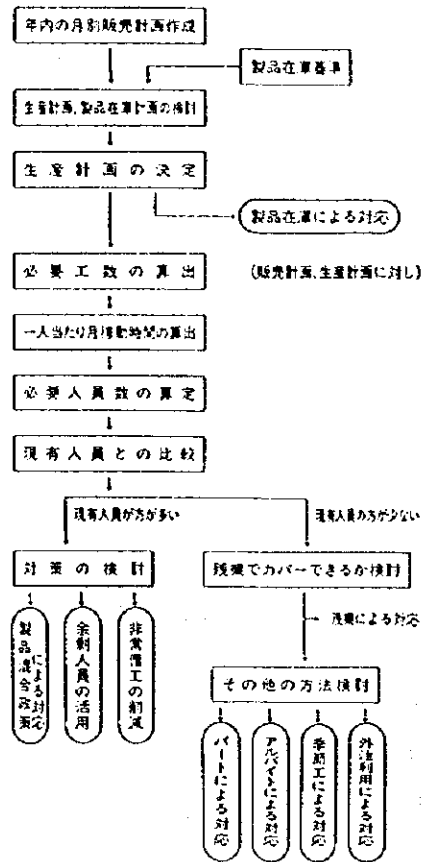 年内の月別販売計画作成
製品在庫基準
生産計画、製品在庫計画の検討
生産計画の決定
製品在庫による対応
必要工数の算出
(販売計画、生産計画に対し)
一人当たり月稼動時間の算出
必要人員数の算定
現有人員との比較
現有人員が方が多い
現有人員の方が少ない
対策の検討
残業でカバーできるか検討
製品混合政策
による対応
余剰人員の活用
非常傭工の削減
残業による対応
その他の方法検討
パートによる対応
アルバイトによる対応
季節工による対応
外注利用による対応